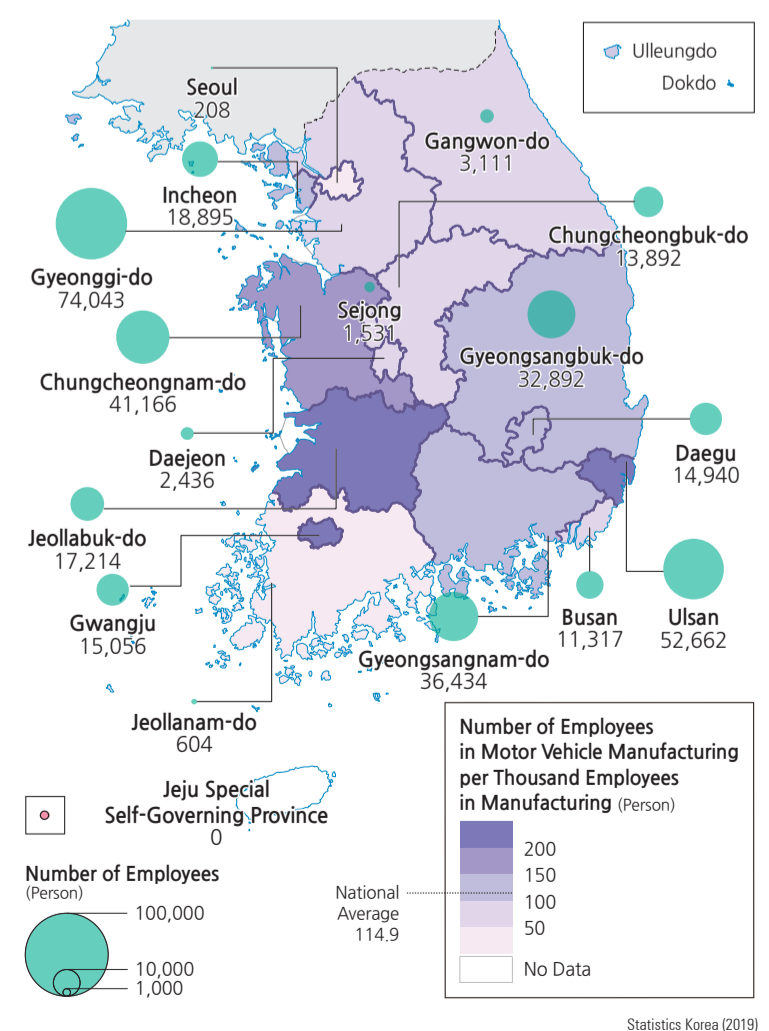 Ulleungdo
Dokdo
Seoul
208
Gangwon-do
3,111
Incheon
18,895
Chungcheongbuk-do
13,892
Gyeonggi-do
74,043
Sejong
1,531
Gyeongsangbuk-do
32,892
Chungcheongnam-do
41,166
Daejeon
2,436
Daegu
14,940
Jeollabuk-do
17,214
Gwangju
15,056
Busan
11,317
Ulsan
52,662
Gyeongsangnam-do
36,434
Jeollanam-do
604
Jeju Special
Self-Governing Province
0
Number of Employees
(Person)
100,000
10,000
1,000
Number of Employees
in Motor Vehicle Manufacturing
per Thousand Employees
in Manufacturing (Person)
200
150
100
50
No Data
National
Average
114.9
Statistics Korea (2019)